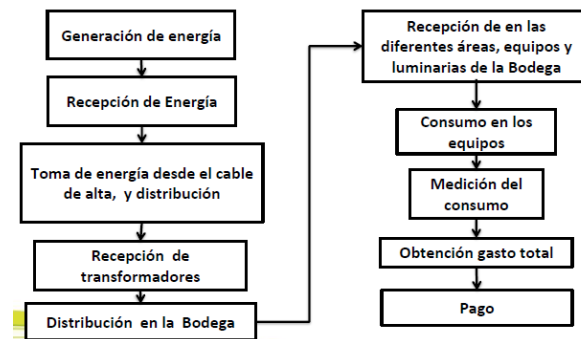 Generación de energía
Recepción de Energía
Toma de energía desde el cable
de alta, y distribución
Recepción de
transformadores
Distribución en la Bodega
Recepción de en las
diferentes áreas, equipos y
luminarias de la Bodega
Consumo en los
equipos
Medición del
consumo
Obtención gasto total
Pago